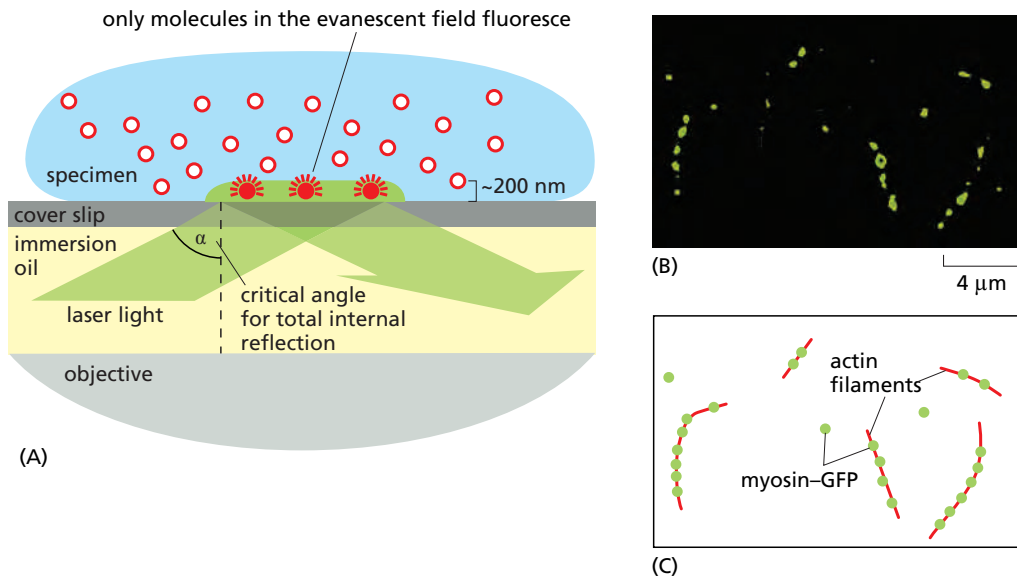 only molecules in the evanescent field fluoresce
specimen
~200 nm
cover slip
immersion
oil
α
laser light
critical angle
for total internal
reflection
objective
(A)
(B)
4 μm
actin
filaments
myosin–GFP
(C)